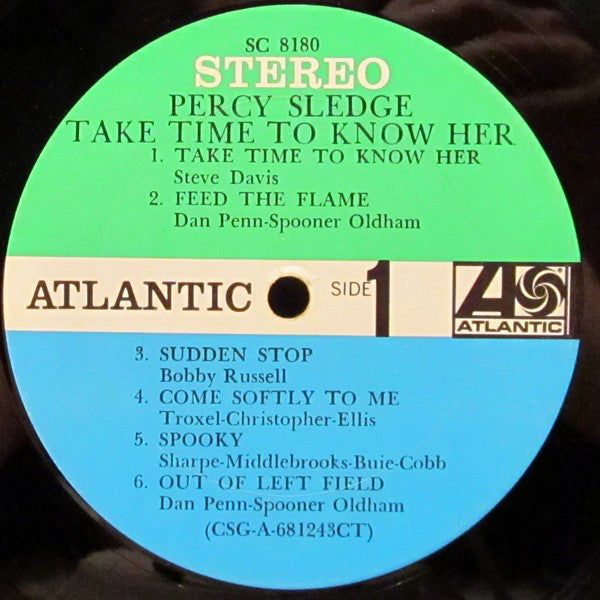 SC 8180
STEREO
PERCY SLEDGE
TAKE TIME TO KNOW HER
1. TAKE TIME TO KNOW HER
Steve Davis
2. FEED THE FLAME
Dan Penn-Spooner Oldham
ATLANTIC SIDE 1 ATLANTIC
3. SUDDEN STOP
Bobby Russell
4. COME SOFTLY TO ME
Troxel-Christopher-Ellis
5. SPOOKY
Sharpe-Middlebrooks-Buie-Cobb
6. OUT OF LEFT FIELD
Dan Penn-Spooner Oldham
(CSG-A-681243CT)